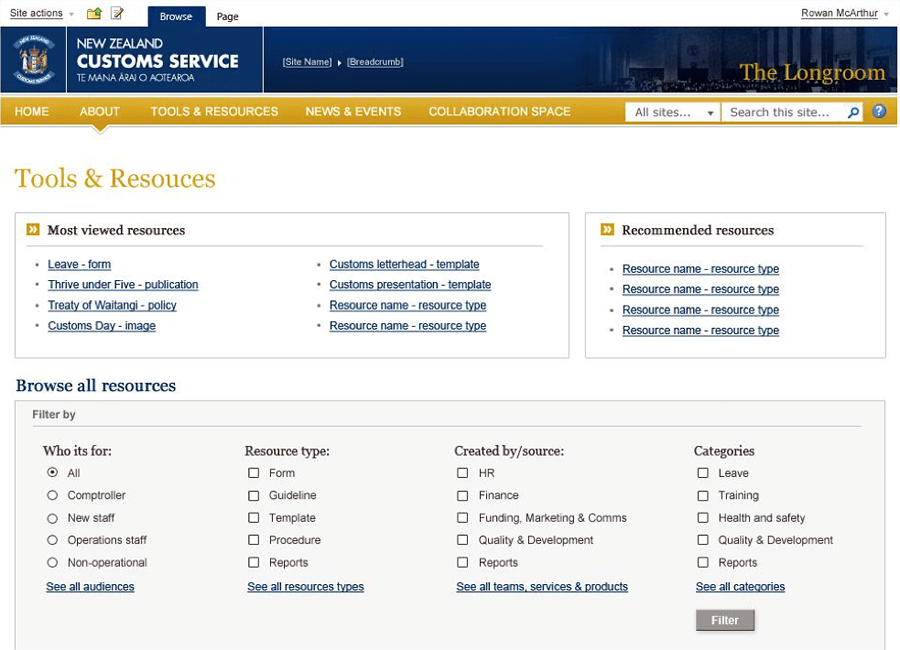 Site actions
Browse
Page
Rowan McArthur
NEW ZEALAND
CUSTOMS SERVICE
TE MANA ĀRAI O AOTEAROA
[Site Name] [Breadcrumb]
The Longroom
HOME
ABOUT
TOOLS & RESOURCES
NEWS & EVENTS
COLLABORATION SPACE
All sites...
Search this site...
?
Tools & Resouces
Most viewed resources
Leave - form
Thrive under Five - publication
Treaty of Waitangi - policy
Customs Day - image
Customs letterhead - template
Customs presentation - template
Resource name - resource type
Resource name - resource type
Recommended resources
Resource name - resource type
Resource name - resource type
Resource name - resource type
Resource name - resource type
Browse all resources
Filter by
Who its for:
All
Comptroller
New staff
Operations staff
Non-operational
See all audiences
Resource type:
Form
Guideline
Template
Procedure
Reports
See all resources types
Created by/source:
HR
Finance
Funding, Marketing & Comms
Quality & Development
Reports
See all teams, services & products
Categories
Leave
Training
Health and safety
Quality & Development
Reports
See all categories
Filter